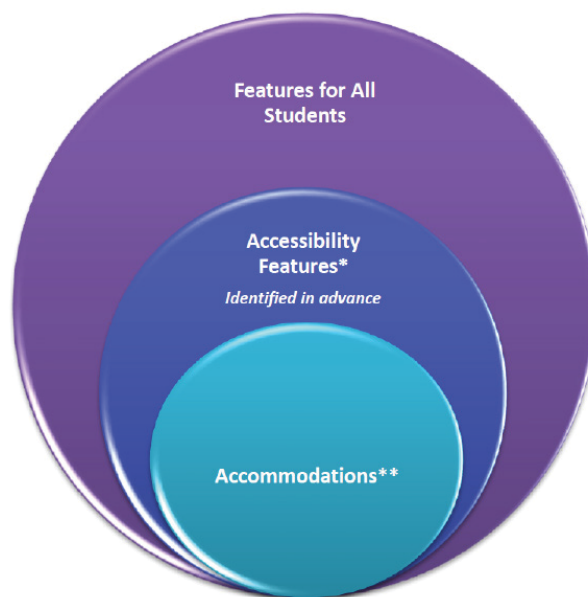 Features for All
Students
Accessibility
Features*
Identified in advance
Accommodations**